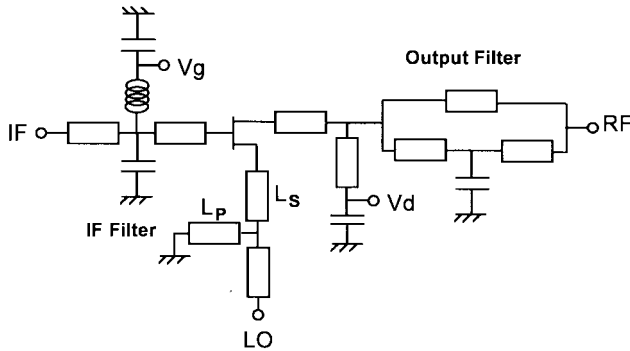 Vg
Output Filter
IF
RF
LS
LP
Vd
IF Filter
LO